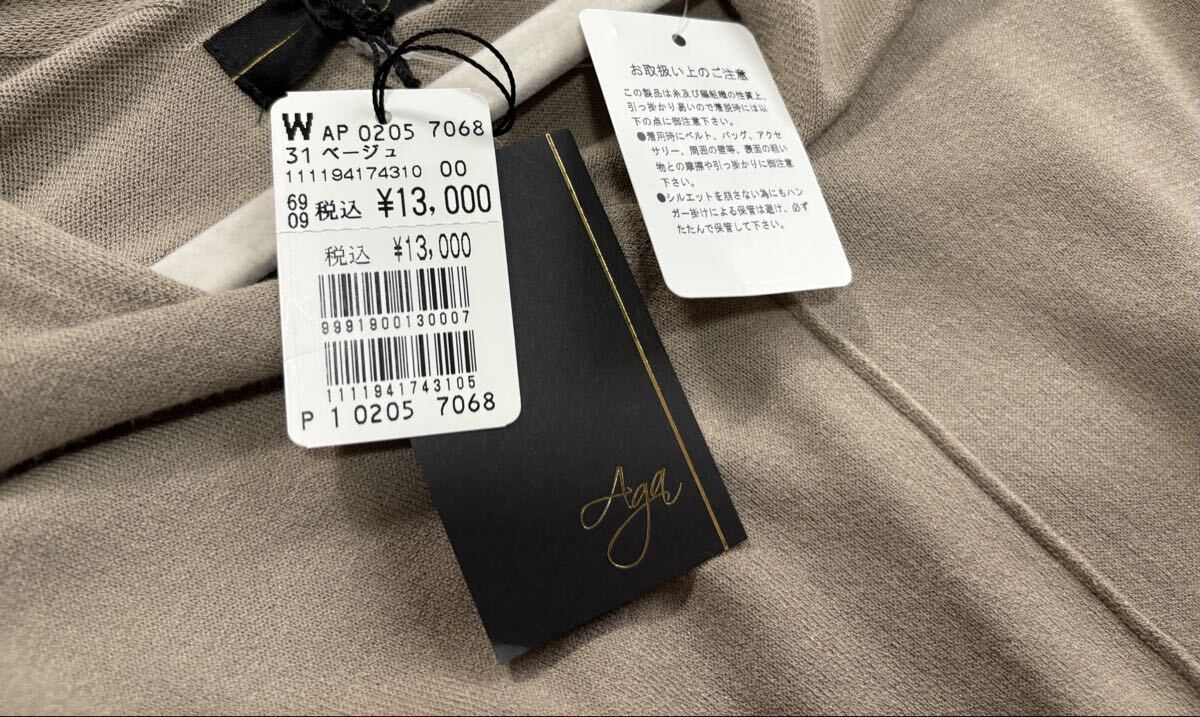 W AP 0205 7068
31 ベージュ
111194174310 00
69
09 税込 ¥13,000
税込 ¥13,000
9991900130007
1111941743105
P 1 0205 7068
Aga
お取扱い上のご注意
この製品は糸及び編組織の性質上、
引っ掛かり易いので着脱時には以
下の点に御注意下さい。
●着用時にベルト、バッグ、アクセ
サリー、周囲の壁等、表面の粗い
物との摩擦や引っ掛かりに御注意
下さい。
●シルエットを崩さない為にもハン
ガー掛けによる保管は避け、必ず
たたんで保管して下さい。